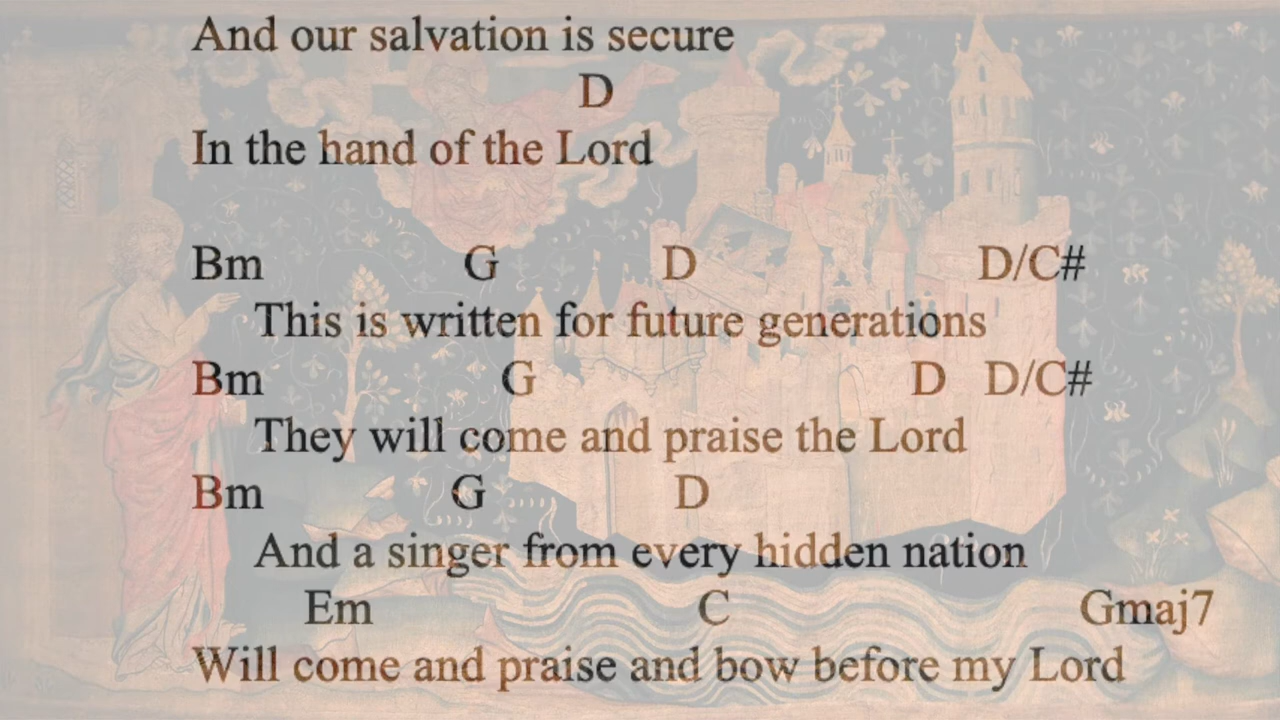 And our salvation is secure
D
In the hand of the Lord
Bm G D D/C#
This is written for future generations
Bm G D D/C#
They will come and praise the Lord
Bm G D
And a singer from every hidden nation
Em C Gmaj7
Will come and praise and bow before my Lord